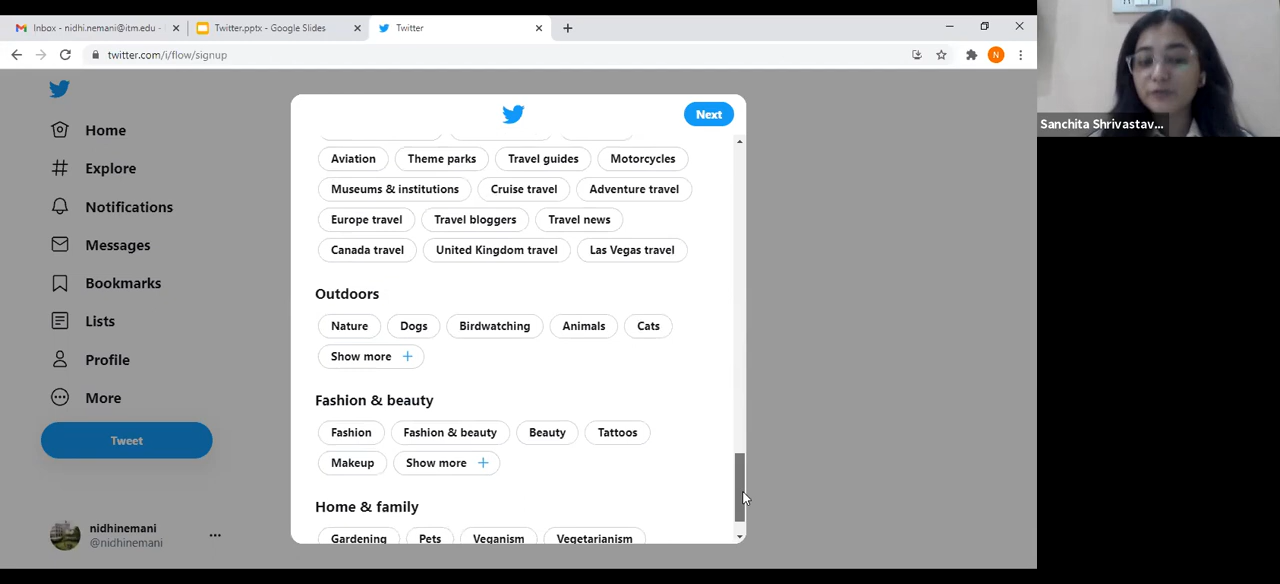 Inbox - nidhi.nemani@itm.edu -
Twitter.pptx - Google Slides
Twitter
twitter.com/i/flow/signup
N
Home
Explore
Notifications
Messages
Bookmarks
Lists
Profile
More
Tweet
nidhinemani
@nidhinemani
Next
Aviation Theme parks Travel guides Motorcycles
Museums & institutions Cruise travel Adventure travel
Europe travel Travel bloggers Travel news
Canada travel United Kingdom travel Las Vegas travel
Outdoors
Nature Dogs Birdwatching Animals Cats
Show more +
Fashion & beauty
Fashion Fashion & beauty Beauty Tattoos
Makeup Show more +
Home & family
Gardening Pets Veganism Vegetarianism
Sanchita Shrivastav...